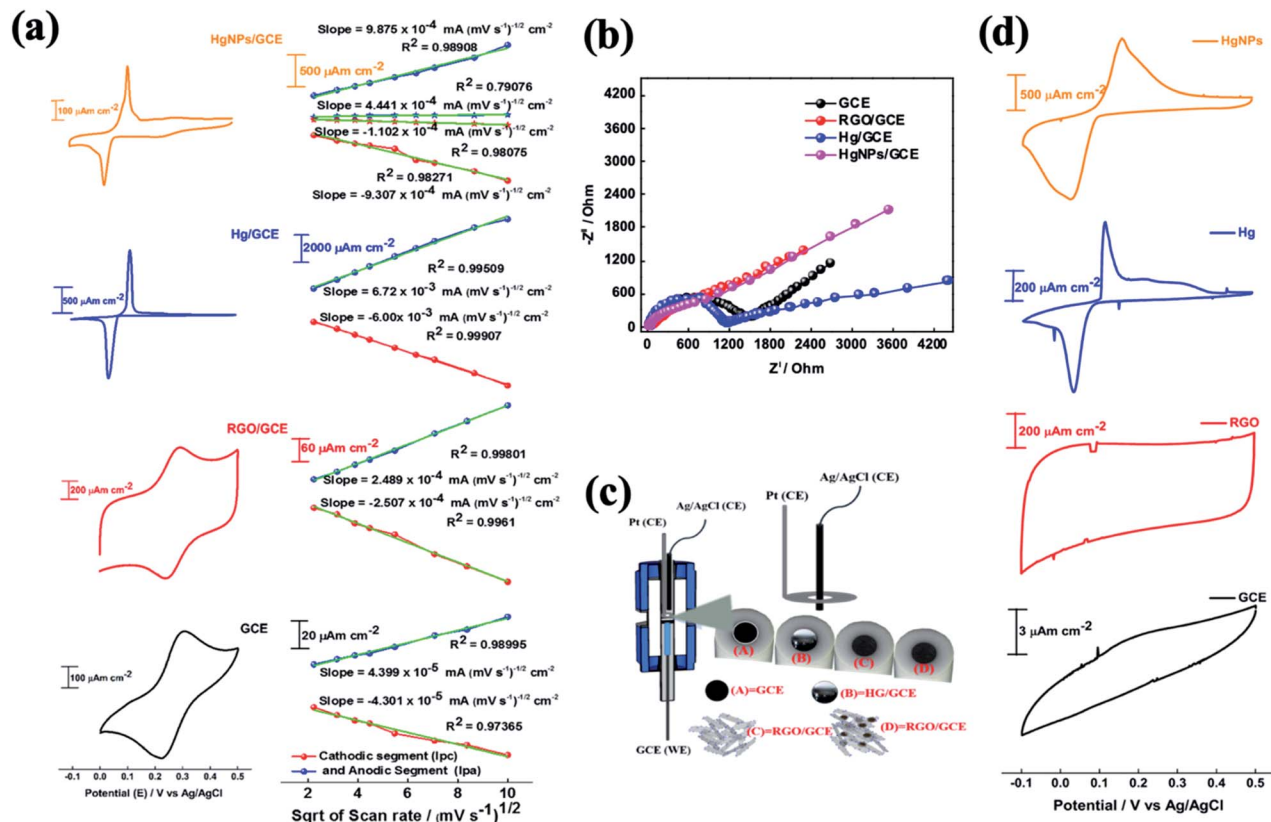 (a)
HgNPs/GCE
100 µAm cm-2
Slope = 9.875 x 10-4 mA (mV s-1)-1/2 cm-2
R2 = 0.98908
500 µAm cm-2
R2 = 0.79076
Slope = 4.441 x 10-4 mA (mV s-1)-1/2 cm-2
Slope = -1.102 x 10-4 mA (mV s-1)-1/2 cm-2
R2 = 0.98075
R2 = 0.98271
Slope = -9.307 x 10-4 mA (mV s-1)-1/2 cm-2
Hg/GCE
500 µAm cm-2
2000 µAm cm-2
R2 = 0.99509
Slope = 6.72 x 10-3 mA (mV s-1)-1/2 cm-2
Slope = -6.00x 10-3 mA (mV s-1)-1/2 cm-2
R2 = 0.99907
RGO/GCE
200 µAm cm-2
60 µAm cm-2
R2 = 0.99801
Slope = 2.489 x 10-4 mA (mV s-1)-1/2 cm-2
Slope = -2.507 x 10-4 mA (mV s-1)-1/2 cm-2
R2 = 0.9961
GCE
100 µAm cm-2
20 µAm cm-2
R2 = 0.98995
Slope = 4.399 x 10-5 mA (mV s-1)-1/2 cm-2
Slope = -4.301 x 10-5 mA (mV s-1)-1/2 cm-2
R2 = 0.97365
Cathodic segment (Ipc)
and Anodic Segment (Ipa)
-0.1 0.0 0.1 0.2 0.3 0.4 0.5
Potential (E) / V vs Ag/AgCl
2 4 6 8 10
Sqrt of Scan rate / (mV s-1)1/2
(b)
4200
3600
3000
2400
1800
1200
600
0
-Z" / Ohm
GCE
RGO/GCE
Hg/GCE
HgNPs/GCE
0 600 1200 1800 2400 3000 3600 4200
Z' / Ohm
(c)
Pt (CE)
Ag/AgCl (CE)
Pt (CE)
Ag/AgCl (CE)
GCE (WE)
(A)
(B)
(C)
(D)
(A)=GCE
(B)=HG/GCE
(C)=RGO/GCE
(D)=RGO/GCE
(d)
HgNPs
500 µAm cm-2
Hg
200 µAm cm-2
RGO
200 µAm cm-2
GCE
3 µAm cm-2
-0.1 0.0 0.1 0.2 0.3 0.4 0.5
Potential / V vs Ag/AgCl